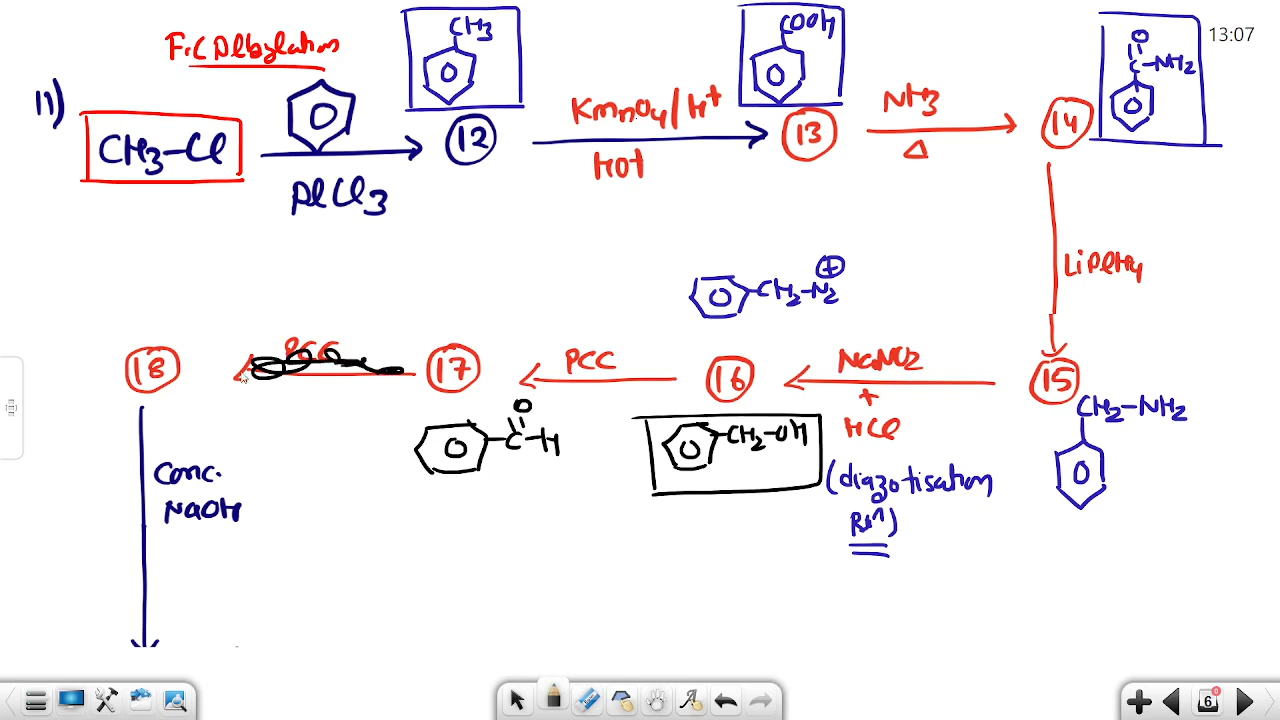 13:07
F.C Alkylation
11)
CH3-Cl
AlCl3
CH3
12
KmnO4/H+
Hot
COOH
13
NH3
Δ
O
C-NH2
14
LiAlH4
15
CH2-NH2
CH2-N2
+
NaNO2
+
HCl
(diazotisation
Rxn)
16
CH2-OH
PCC
17
O
C-H
18
Conc.
NaOH
6